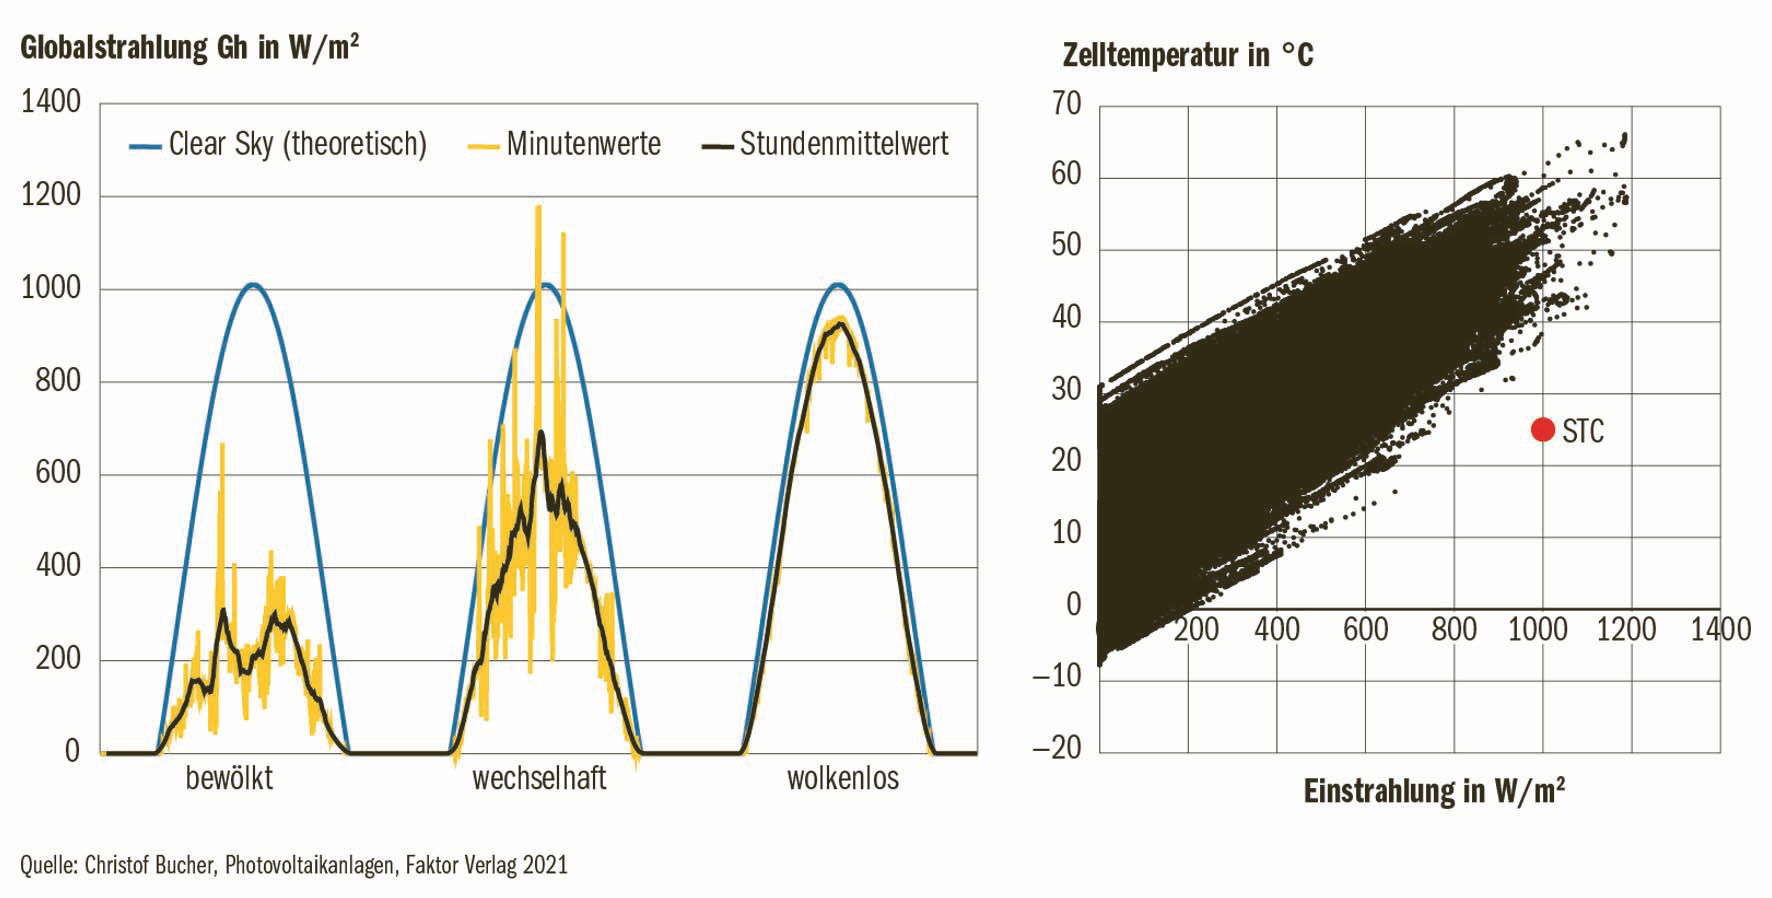 Globalstrahlung Gh in W/m²
1400
1200
1000
800
600
400
200
0
Clear Sky (theoretisch)
Minutenwerte
Stundenmittelwert
bewölkt
wechselhaft
wolkenlos
Zelltemperatur in °C
70
60
50
40
30
20
10
0
–10
–20
STC
200
400
600
800
1000
1200
1400
Einstrahlung in W/m²
Quelle: Christof Bucher, Photovoltaikanlagen, Faktor Verlag 2021